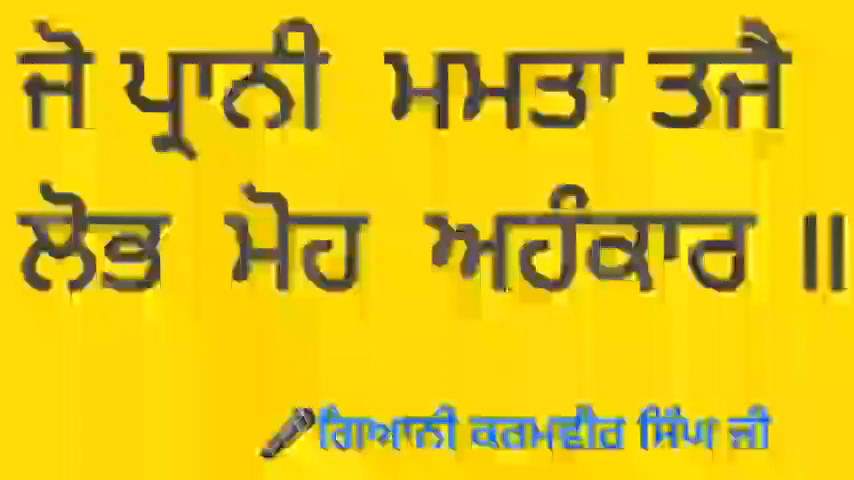 ਜੋ ਪ੍ਰਾਨੀ ਮਮਤਾ ਤਜੈ
ਲੋਭ ਮੋਹ ਅਹੰਕਾਰ ॥
ਗਿਆਨੀ ਕਰਮਵੀਰ ਸਿੰਘ ਜੀ